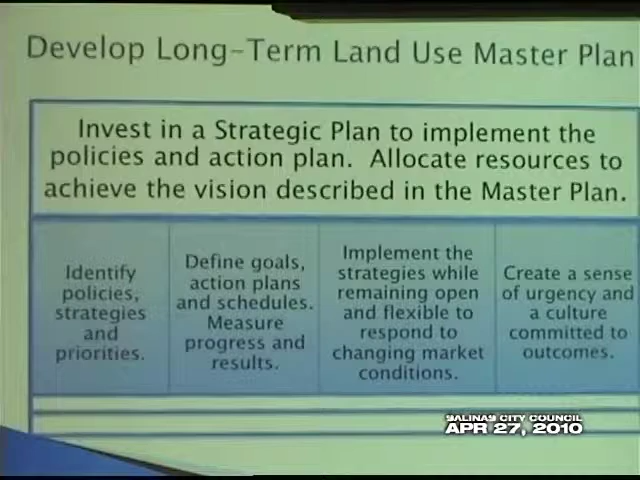 Develop Long-Term Land Use Master Plan
Invest in a Strategic Plan to implement the
policies and action plan. Allocate resources to
achieve the vision described in the Master Plan.
Identify
policies,
strategies
and
priorities.
Define goals,
action plans
and schedules.
Measure
progress and
results.
Implement the
strategies while
remaining open
and flexible to
respond to
changing market
conditions.
Create a sense
of urgency and
a culture
committed to
outcomes.
SALINAS CITY COUNCIL
APR 27, 2010